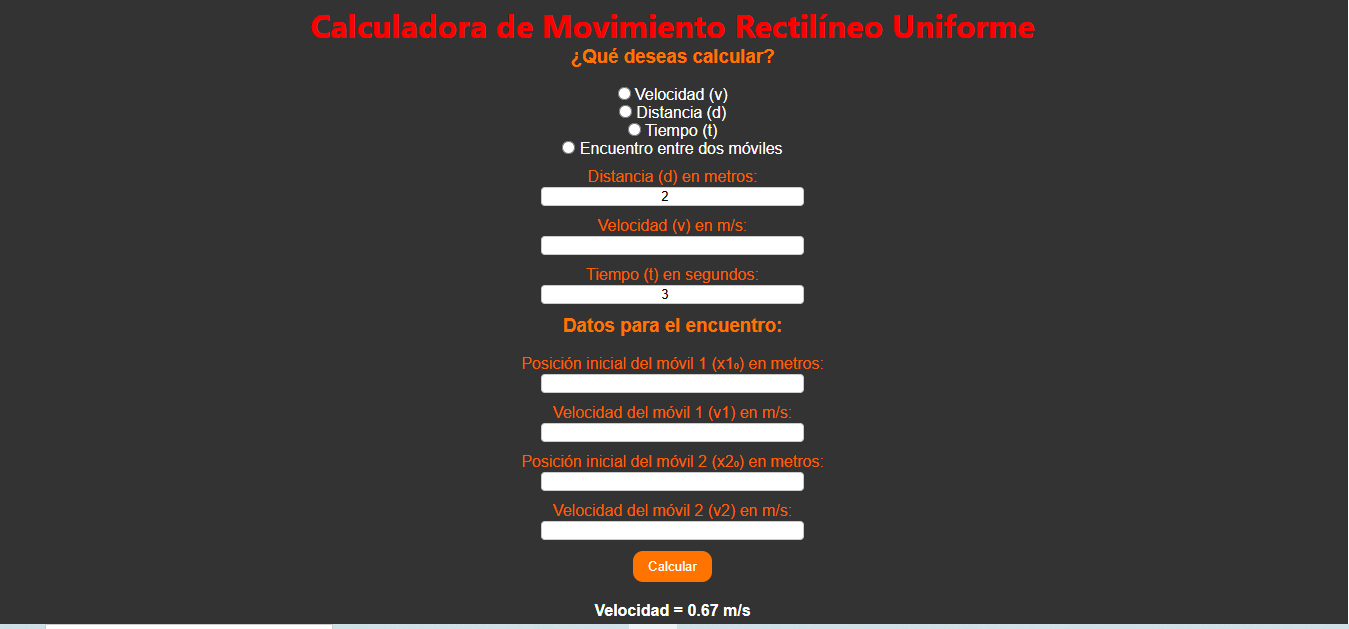 Calculadora de Movimiento Rectilíneo Uniforme
¿Qué deseas calcular?
Velocidad (v)
Distancia (d)
Tiempo (t)
Encuentro entre dos móviles
Distancia (d) en metros:
2
Velocidad (v) en m/s:
Tiempo (t) en segundos:
3
Datos para el encuentro:
Posición inicial del móvil 1 (x1₀) en metros:
Velocidad del móvil 1 (v1) en m/s:
Posición inicial del móvil 2 (x2₀) en metros:
Velocidad del móvil 2 (v2) en m/s:
Calcular
Velocidad = 0.67 m/s